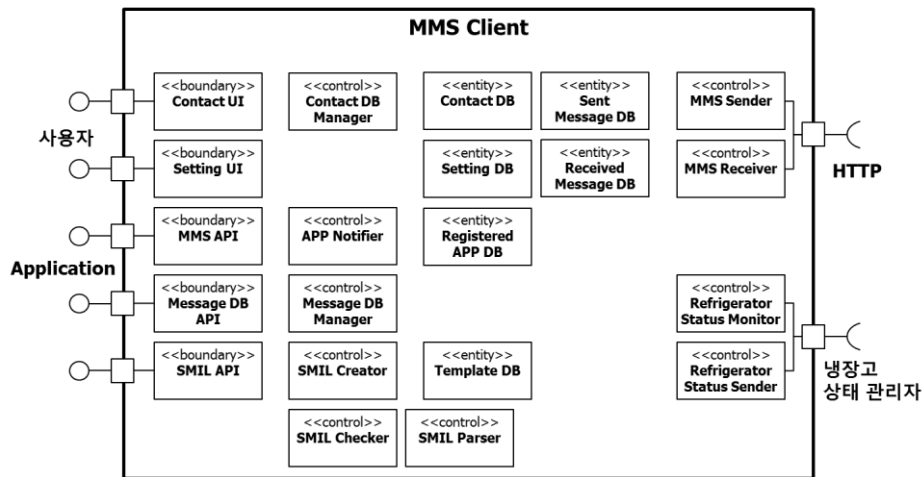 MMS Client
<<boundary>>
Contact UI
<<control>>
Contact DB
Manager
<<entity>>
Contact DB
<<entity>>
Sent
Message DB
<<control>>
MMS Sender
사용자
<<boundary>>
Setting UI
<<entity>>
Setting DB
<<entity>>
Received
Message DB
<<control>>
MMS Receiver
HTTP
<<boundary>>
MMS API
<<control>>
APP Notifier
<<entity>>
Registered
APP DB
Application
<<boundary>>
Message DB
API
<<control>>
Message DB
Manager
<<control>>
Refrigerator
Status Monitor
<<boundary>>
SMIL API
<<control>>
SMIL Creator
<<entity>>
Template DB
<<control>>
Refrigerator
Status Sender
냉장고
상태 관리자
<<control>>
SMIL Checker
<<control>>
SMIL Parser